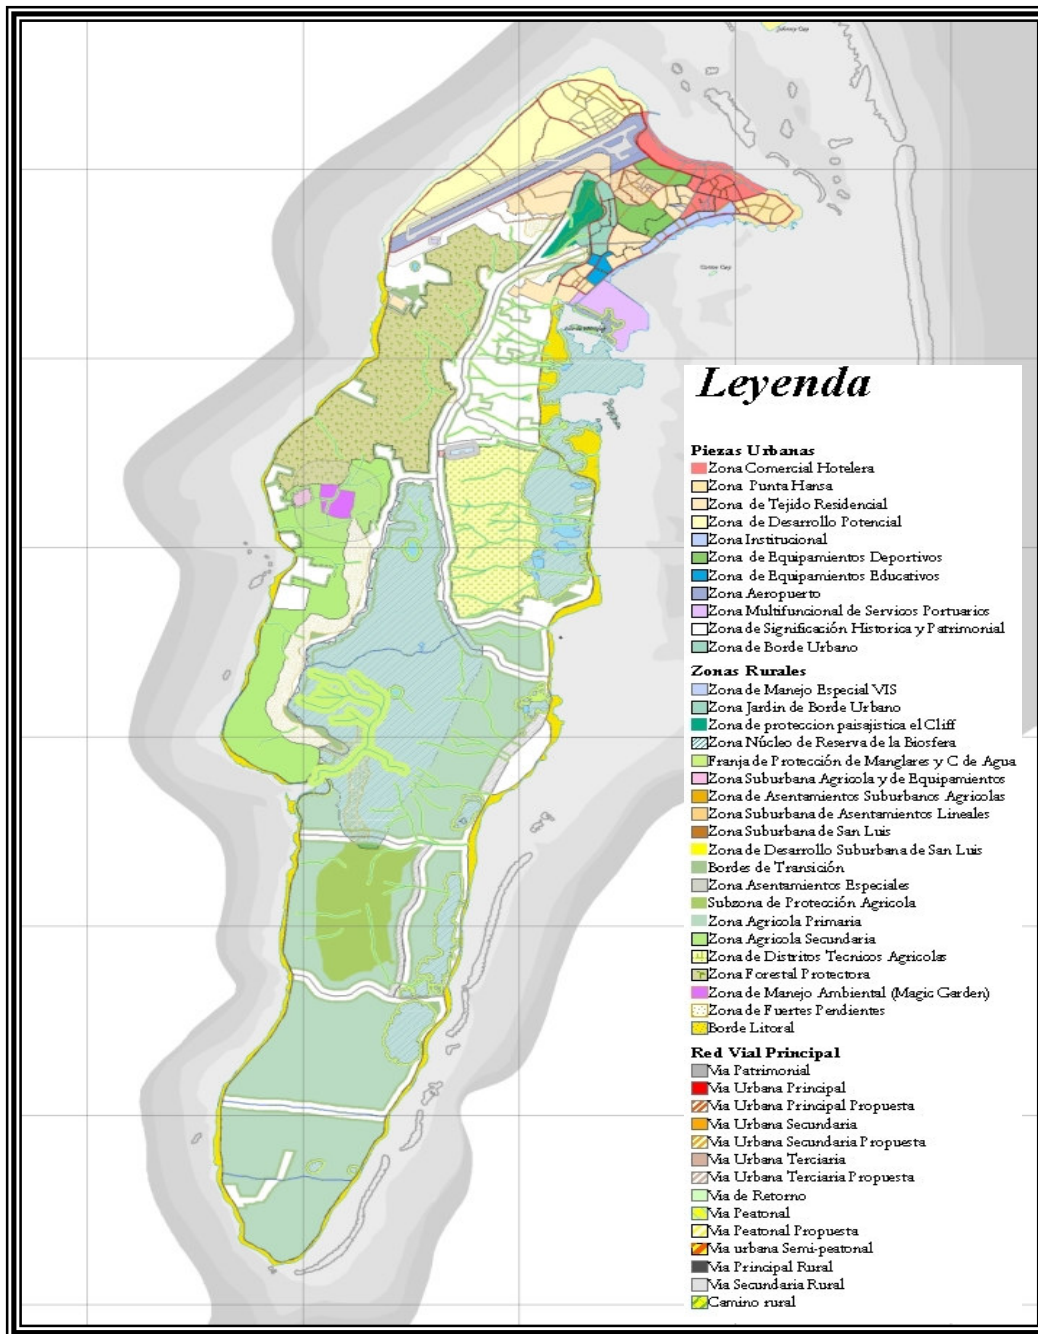 Johnny Cay
Cotton Cay
Leyenda
Piezas Urbanas
Zona Comercial Hotelera
Zona Punta Hansa
Zona de Tejido Residencial
Zona de Desarrollo Potencial
Zona Institucional
Zona de Equipamientos Deportivos
Zona de Equipamientos Educativos
Zona Aeropuerto
Zona Multifuncional de Servicos Portuarios
Zona de Significación Historica y Patrimonial
Zona de Borde Urbano
Zonas Rurales
Zona de Manejo Especial VIS
Zona Jardin de Borde Urbano
Zona de proteccion paisajistica el Cliff
Zona Núcleo de Reserva de la Biosfera
Franja de Protección de Manglares y C de Agua
Zona Suburbana Agricola y de Equipamientos
Zona de Asentamientos Suburbanos Agricolas
Zona Suburbana de Asentamientos Lineales
Zona Suburbana de San Luis
Zona de Desarrollo Suburbana de San Luis
Bordes de Transición
Zona Asentamientos Especiales
Subzona de Protección Agricola
Zona Agricola Primaria
Zona Agricola Secundaria
Zona de Distritos Tecnicos Agricolas
Zona Forestal Protectora
Zona de Manejo Ambiental (Magic Garden)
Zona de Fuertes Pendientes
Borde Litoral
Red Vial Principal
Via Patrimonial
Via Urbana Principal
Via Urbana Principal Propuesta
Via Urbana Secundaria
Via Urbana Secundaria Propuesta
Via Urbana Terciaria
Via Urbana Terciaria Propuesta
Via de Retorno
Via Peatonal
Via Peatonal Propuesta
Via urbana Semi-peatonal
Via Principal Rural
Via Secundaria Rural
Camino rural